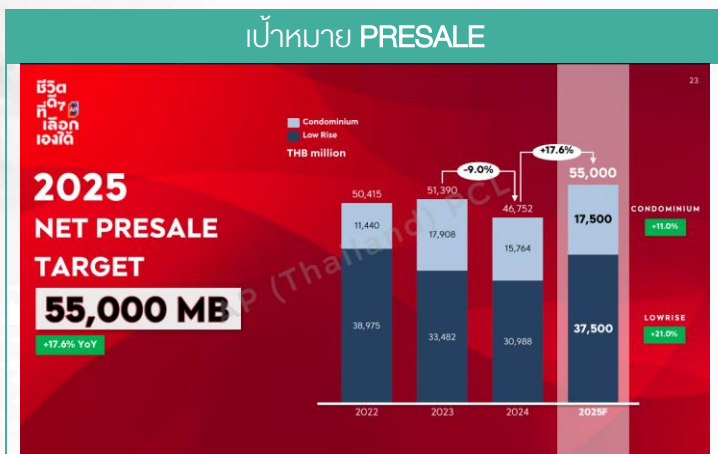 เป้าหมาย PRESALE
23
ชีวิต
ที่ดี
เลือก
เองได้
AP
2025
NET PRESALE
TARGET
55,000 MB
+17.6% YoY
Condominium
Low Rise
THB million
-9.0%
+17.6%
50,415
51,390
46,752
55,000
11,440
17,908
15,764
17,500
38,975
33,482
30,988
37,500
CONDOMINIUM
+11.0%
LOWRISE
+21.0%
2022
2023
2024
2025F
AP (Thailand) PCL